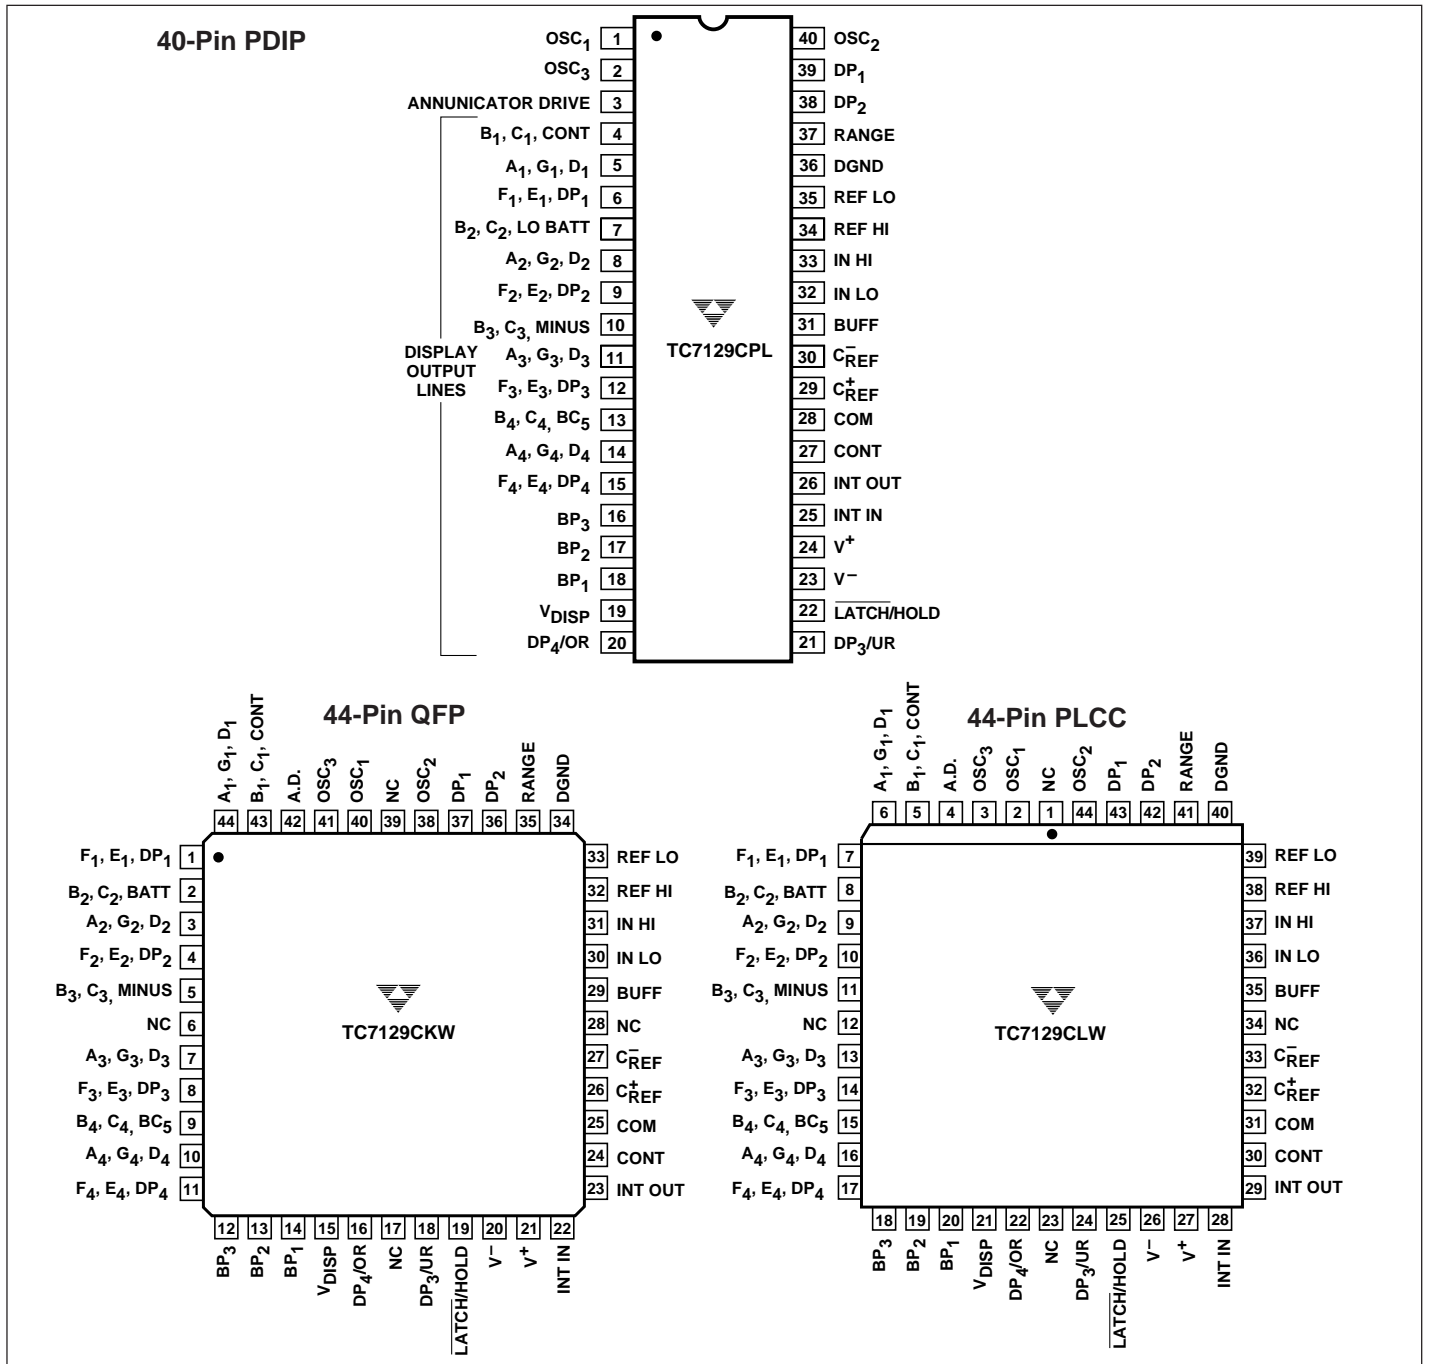 40-Pin PDIP
OSC1 1
OSC3 2
ANNUNICATOR DRIVE 3
B1, C1, CONT 4
A1, G1, D1 5
F1, E1, DP1 6
B2, C2, LO BATT 7
A2, G2, D2 8
F2, E2, DP2 9
B3, C3, MINUS 10
A3, G3, D3 11
F3, E3, DP3 12
B4, C4, BC5 13
A4, G4, D4 14
F4, E4, DP4 15
BP3 16
BP2 17
BP1 18
VDISP 19
DP4/OR 20
DISPLAY
OUTPUT
LINES
TC7129CPL
40 OSC2
39 DP1
38 DP2
37 RANGE
36 DGND
35 REF LO
34 REF HI
33 IN HI
32 IN LO
31 BUFF
30 C–REF
29 C+REF
28 COM
27 CONT
26 INT OUT
25 INT IN
24 V+
23 V–
22 LATCH/HOLD
21 DP3/UR
44-Pin QFP
A1, G1, D1 44
B1, C1, CONT 43
A.D. 42
OSC3 41
OSC1 40
NC 39
OSC2 38
DP1 37
DP2 36
RANGE 35
DGND 34
F1, E1, DP1 1
B2, C2, BATT 2
A2, G2, D2 3
F2, E2, DP2 4
B3, C3, MINUS 5
NC 6
A3, G3, D3 7
F3, E3, DP3 8
B4, C4, BC5 9
A4, G4, D4 10
F4, E4, DP4 11
TC7129CKW
33 REF LO
32 REF HI
31 IN HI
30 IN LO
29 BUFF
28 NC
27 C–REF
26 C+REF
25 COM
24 CONT
23 INT OUT
12 BP3
13 BP2
14 BP1
15 VDISP
16 DP4/OR
17 NC
18 DP3/UR
19 LATCH/HOLD
20 V–
21 V+
22 INT IN
44-Pin PLCC
A1, G1, D1 6
B1, C1, CONT 5
A.D. 4
OSC3 3
OSC1 2
NC 1
OSC2 44
DP1 43
DP2 42
RANGE 41
DGND 40
F1, E1, DP1 7
B2, C2, BATT 8
A2, G2, D2 9
F2, E2, DP2 10
B3, C3, MINUS 11
NC 12
A3, G3, D3 13
F3, E3, DP3 14
B4, C4, BC5 15
A4, G4, D4 16
F4, E4, DP4 17
TC7129CLW
39 REF LO
38 REF HI
37 IN HI
36 IN LO
35 BUFF
34 NC
33 C–REF
32 C+REF
31 COM
30 CONT
29 INT OUT
18 BP3
19 BP2
20 BP1
21 VDISP
22 DP4/OR
23 NC
24 DP3/UR
25 LATCH/HOLD
26 V–
27 V+
28 INT IN